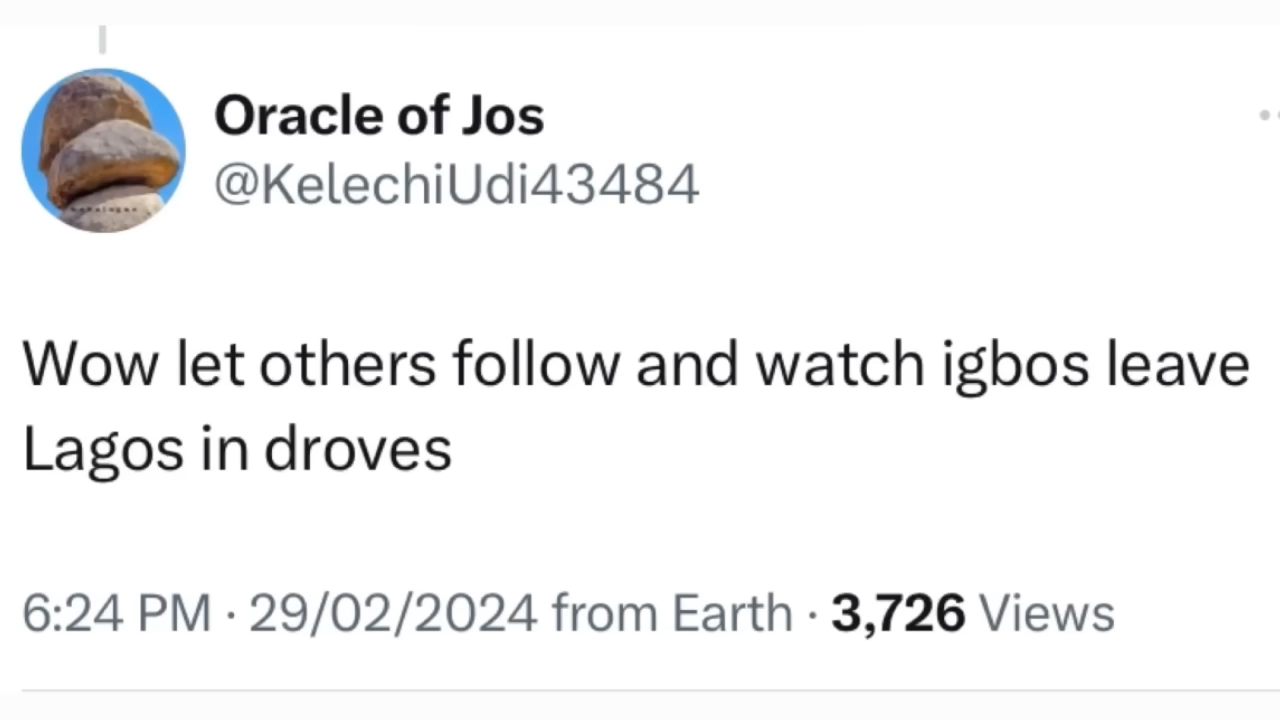 Oracle of Jos
@KelechiUdi43484
Wow let others follow and watch igbos leave
Lagos in droves
6:24 PM · 29/02/2024 from Earth · 3,726 Views